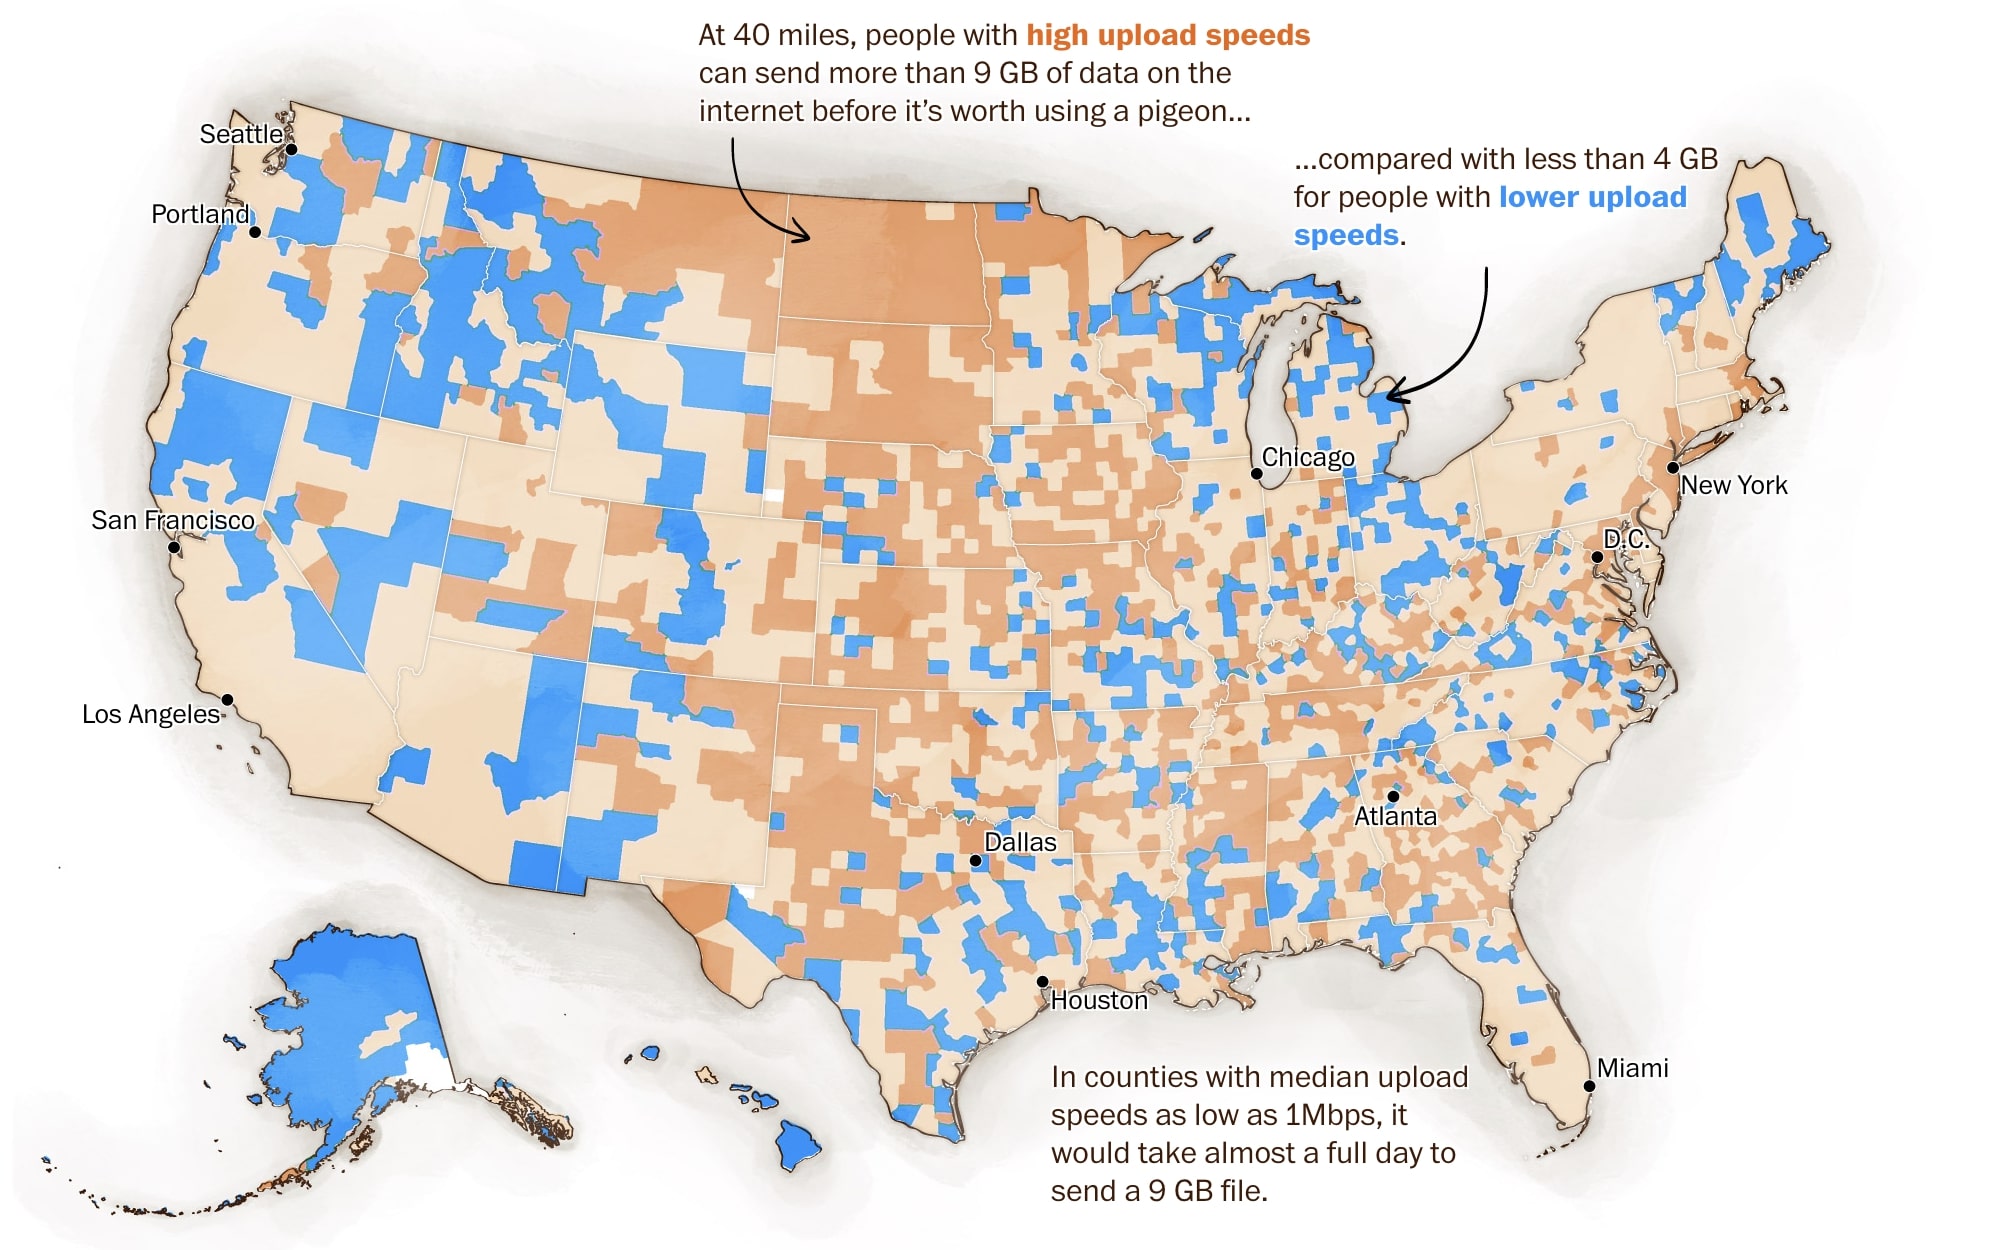 At 40 miles, people with high upload speeds
can send more than 9 GB of data on the
internet before it’s worth using a pigeon...
...compared with less than 4 GB
for people with lower upload
speeds.
Seattle
Portland
San Francisco
Los Angeles
Chicago
New York
D.C.
Atlanta
Dallas
Houston
Miami
In counties with median upload
speeds as low as 1Mbps, it
would take almost a full day to
send a 9 GB file.